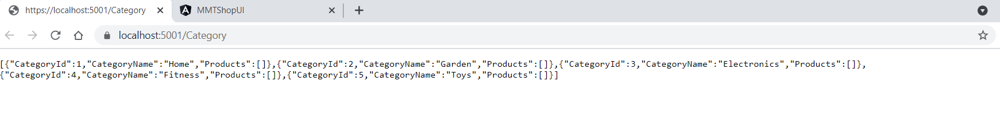 https://localhost:5001/Category
MMTShopUI
localhost:5001/Category
[{"CategoryId":1,"CategoryName":"Home","Products":[]},{"CategoryId":2,"CategoryName":"Garden","Products":[]},{"CategoryId":3,"CategoryName":"Electronics","Products":[]},
{"CategoryId":4,"CategoryName":"Fitness","Products":[]},{"CategoryId":5,"CategoryName":"Toys","Products":[]}]